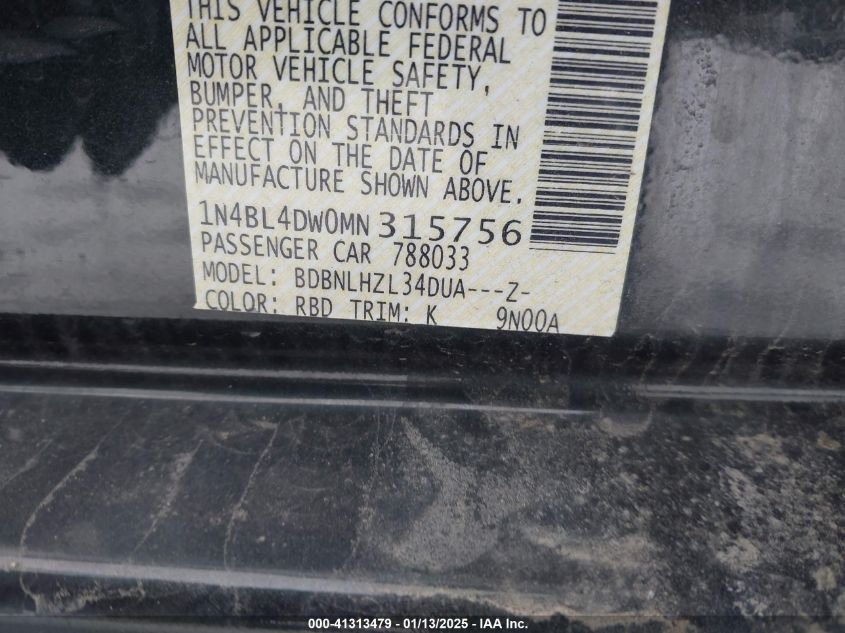 THIS VEHICLE CONFORMS TO
ALL APPLICABLE FEDERAL
MOTOR VEHICLE SAFETY,
BUMPER, AND THEFT
PREVENTION STANDARDS IN
EFFECT ON THE DATE OF
MANUFACTURE SHOWN ABOVE.
1N4BL4DW0MN315756
PASSENGER CAR 788033
MODEL: BDBNLHZL34DUA---Z-
COLOR: RBD TRIM: K 9N00A
000-41313479 - 01/13/2025 - IAA Inc.